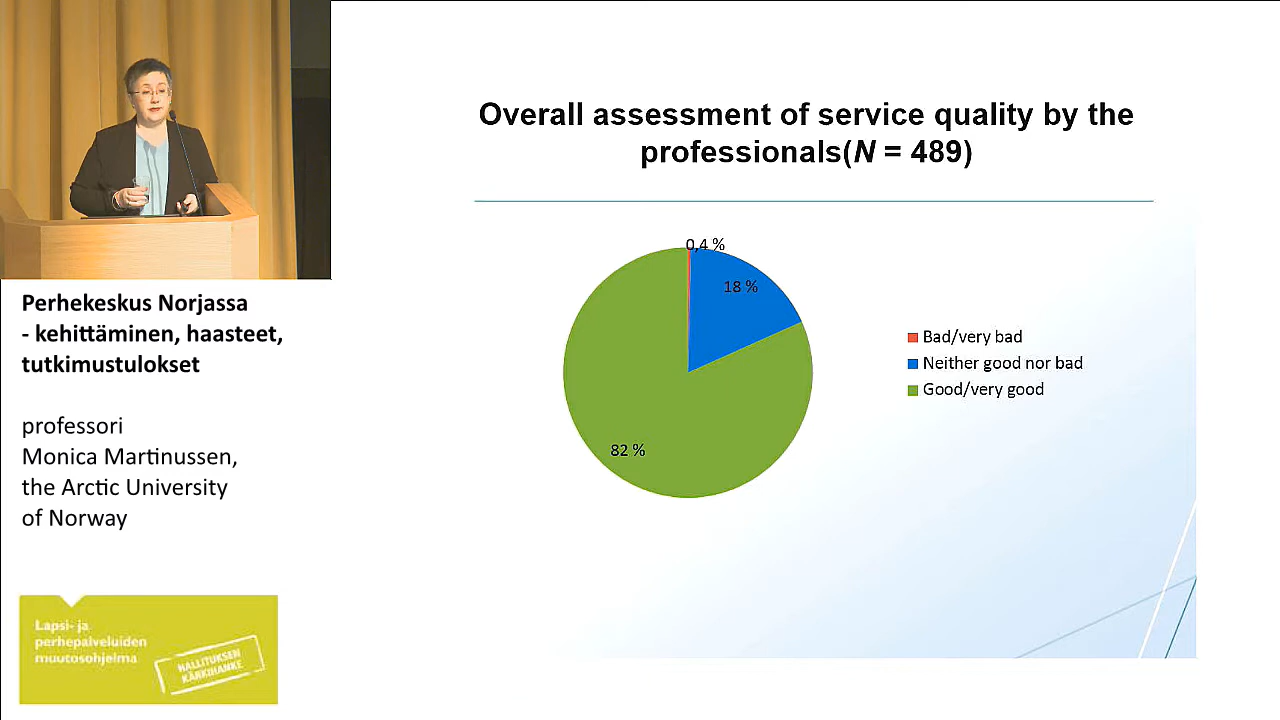 Overall assessment of service quality by the
professionals(N = 489)
0,4 %
18 %
82 %
Bad/very bad
Neither good nor bad
Good/very good
Perhekeskus Norjassa
- kehittäminen, haasteet,
tutkimustulokset
professori
Monica Martinussen,
the Arctic University
of Norway
Lapsi- ja
perhepalveluiden
muutosohjelma
HALLITUKSEN
KÄRKIHANKE